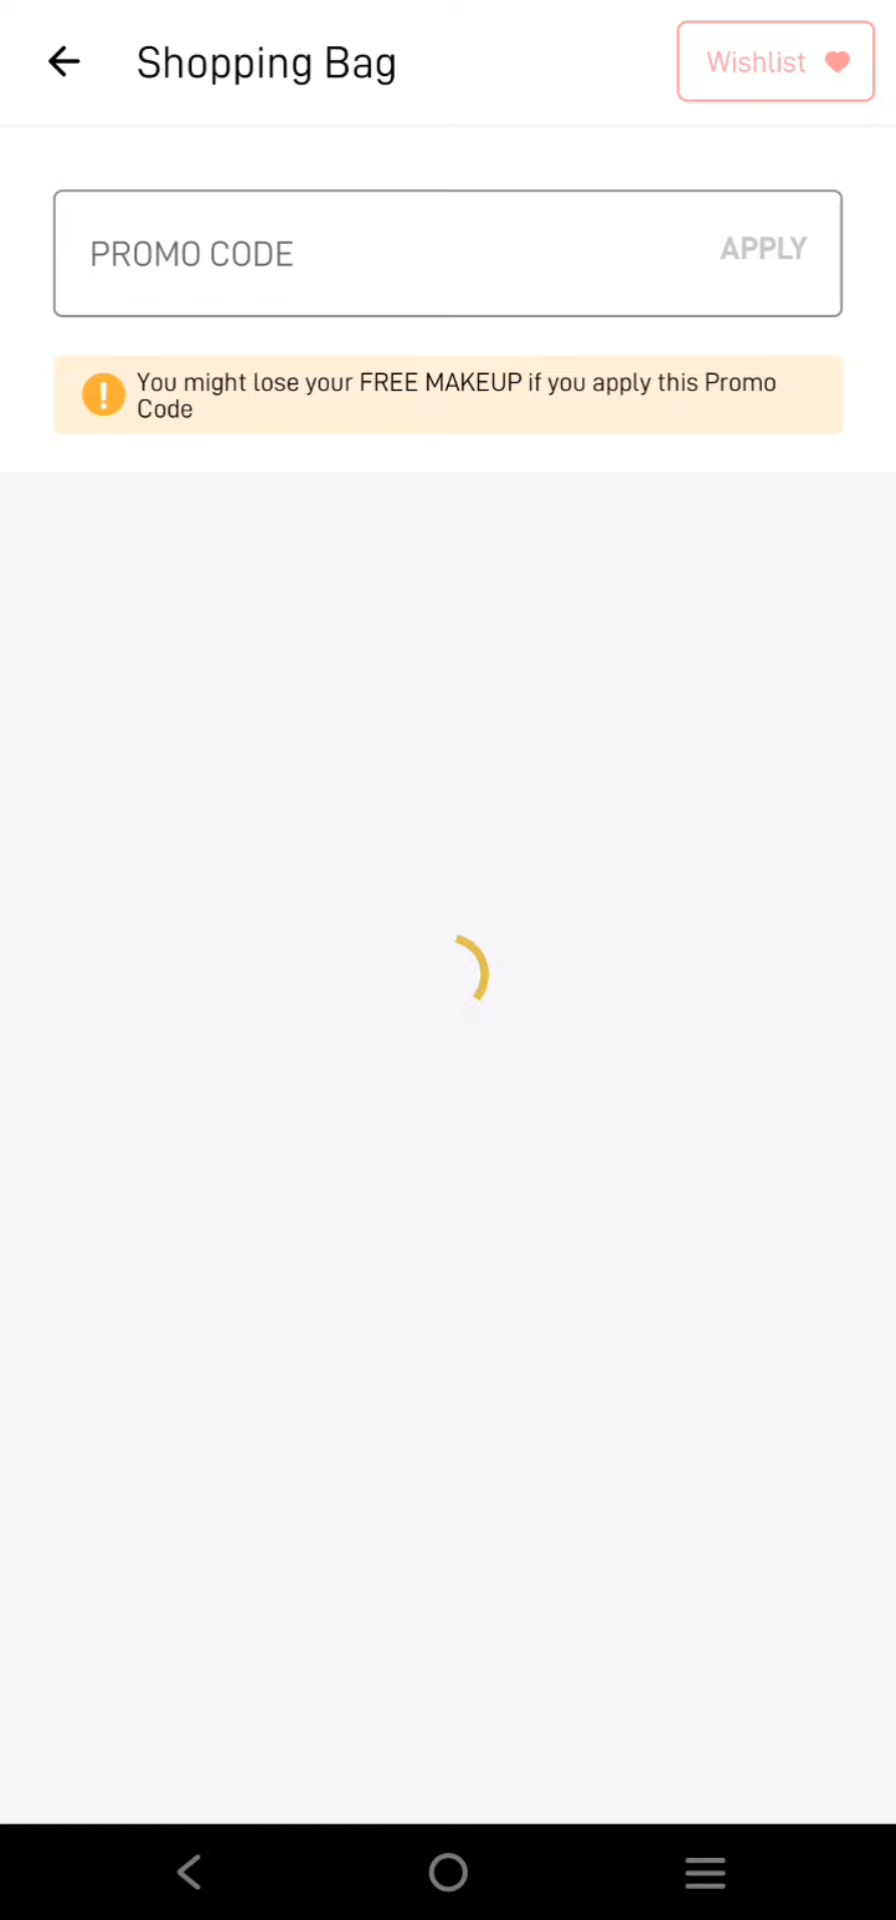 Shopping Bag
Wishlist
PROMO CODE
APPLY
You might lose your FREE MAKEUP if you apply this Promo
Code